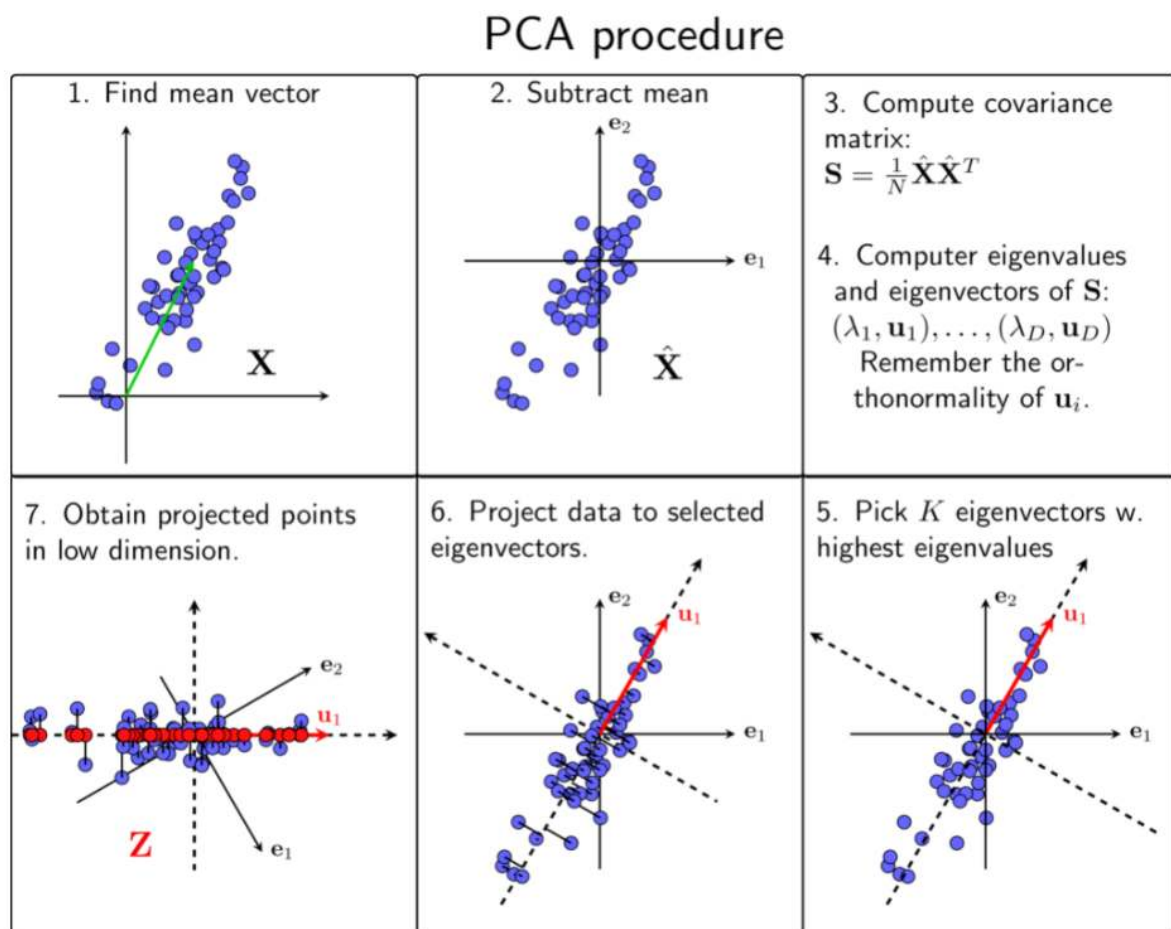 PCA procedure
1. Find mean vector
X
2. Subtract mean
e₂
e₁
X̂
3. Compute covariance
matrix:
S = 1/N X̂X̂ᵀ
4. Computer eigenvalues
and eigenvectors of S:
(λ₁, u₁), . . . , (λ_D, u_D)
Remember the or-
thonormality of uᵢ.
7. Obtain projected points
in low dimension.
e₂
u₁
Z
e₁
6. Project data to selected
eigenvectors.
e₂
u₁
e₁
5. Pick K eigenvectors w.
highest eigenvalues
e₂
u₁
e₁